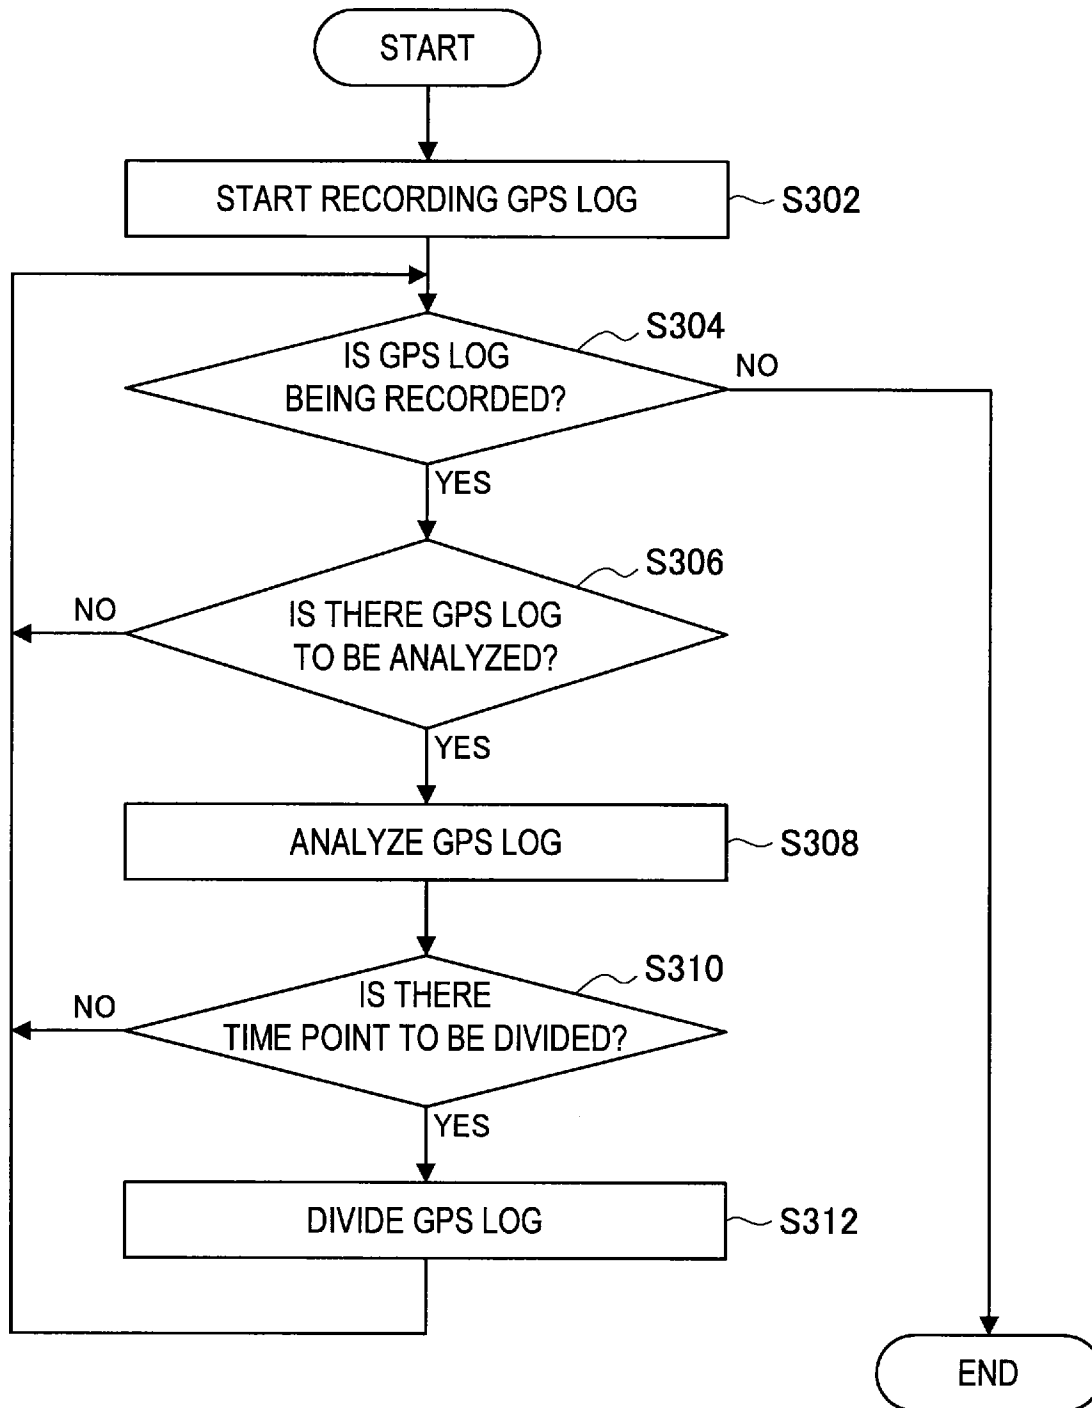 START
START RECORDING GPS LOG
S302
S304
IS GPS LOG
BEING RECORDED?
NO
YES
S306
NO
IS THERE GPS LOG
TO BE ANALYZED?
YES
ANALYZE GPS LOG
S308
S310
NO
IS THERE
TIME POINT TO BE DIVIDED?
YES
DIVIDE GPS LOG
S312
END